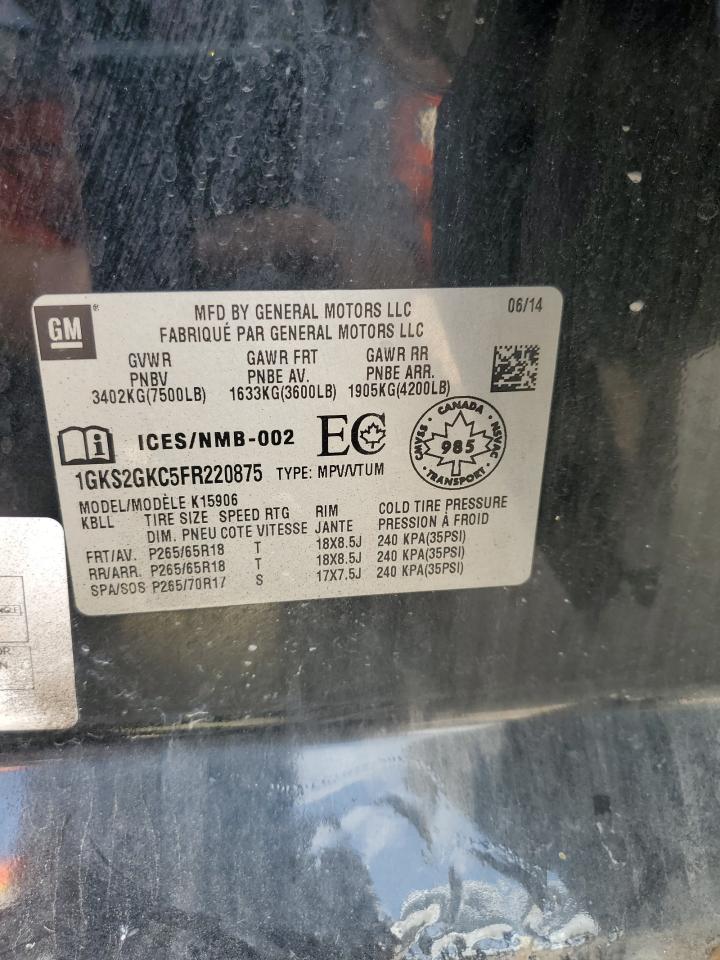 GM
®
MFD BY GENERAL MOTORS LLC
06/14
FABRIQUÉ PAR GENERAL MOTORS LLC
GVWR GAWR FRT GAWR RR
PNBV PNBE AV. PNBE ARR.
3402KG(7500LB) 1633KG(3600LB) 1905KG(4200LB)
i ICES/NMB-002 EC
CANADA
CMVSS 985 NSVAC
TRANSPORT
1GKS2GKC5FR220875 TYPE: MPV/VTUM
MODEL/MODÈLE K15906
KBLL TIRE SIZE SPEED RTG RIM COLD TIRE PRESSURE
DIM. PNEU COTE VITESSE JANTE PRESSION À FROID
FRT/AV. P265/65R18 T 18X8.5J 240 KPA(35PSI)
RR/ARR. P265/65R18 T 18X8.5J 240 KPA(35PSI)
SPA/SOS P265/70R17 S 17X7.5J 240 KPA(35PSI)